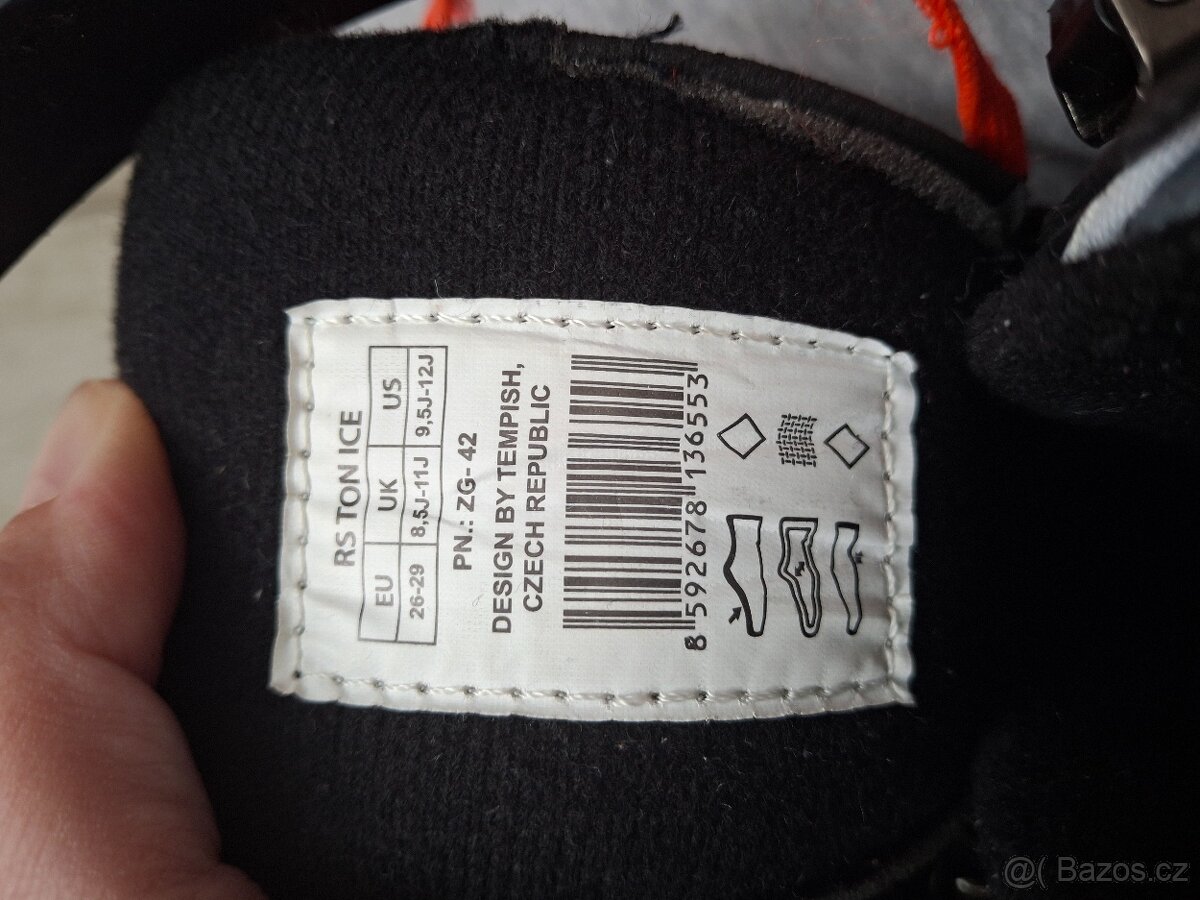 RS TON ICE
EU UK US
26-29 8,5J-11J 9,5J-12J
PN.: ZG- 42
DESIGN BY TEMPISH,
CZECH REPUBLIC
8 592678 136553
@( Bazos.cz